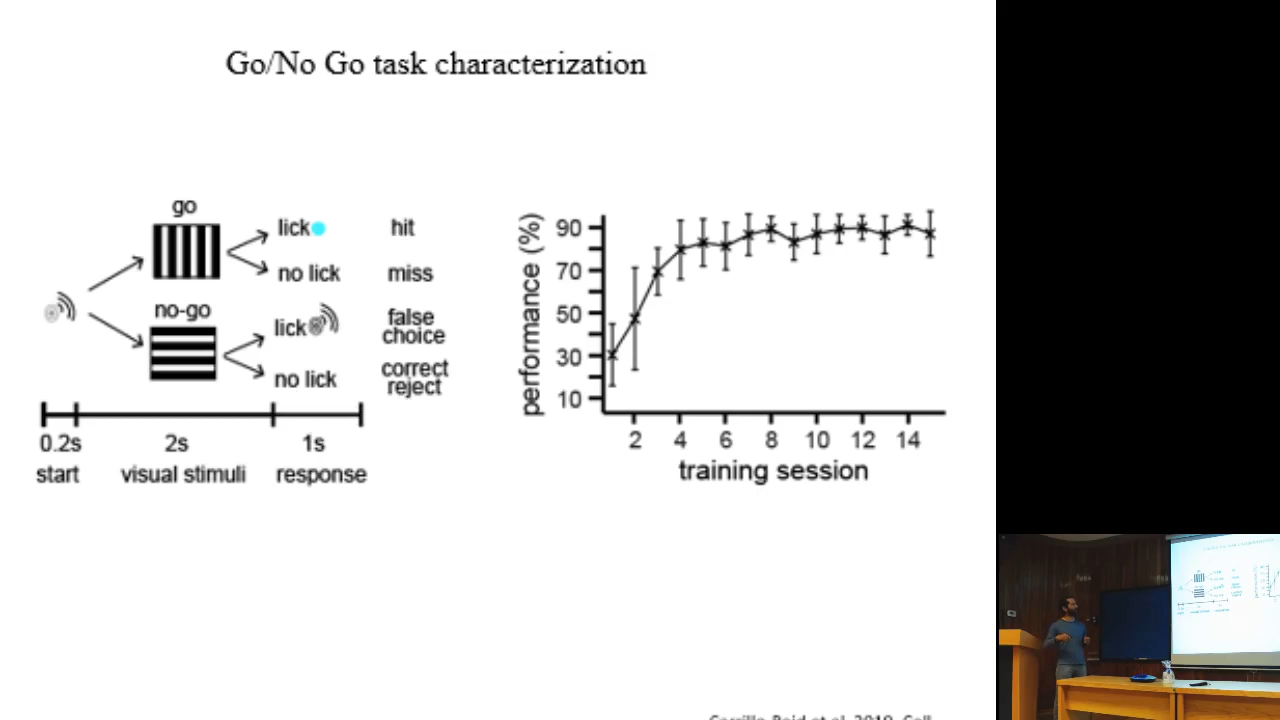 Go/No Go task characterization
go
lick
hit
no lick
miss
no-go
lick
false
choice
no lick
correct
reject
0.2s
2s
1s
start
visual stimuli
response
performance (%)
90
70
50
30
10
2
4
6
8
10
12
14
training session